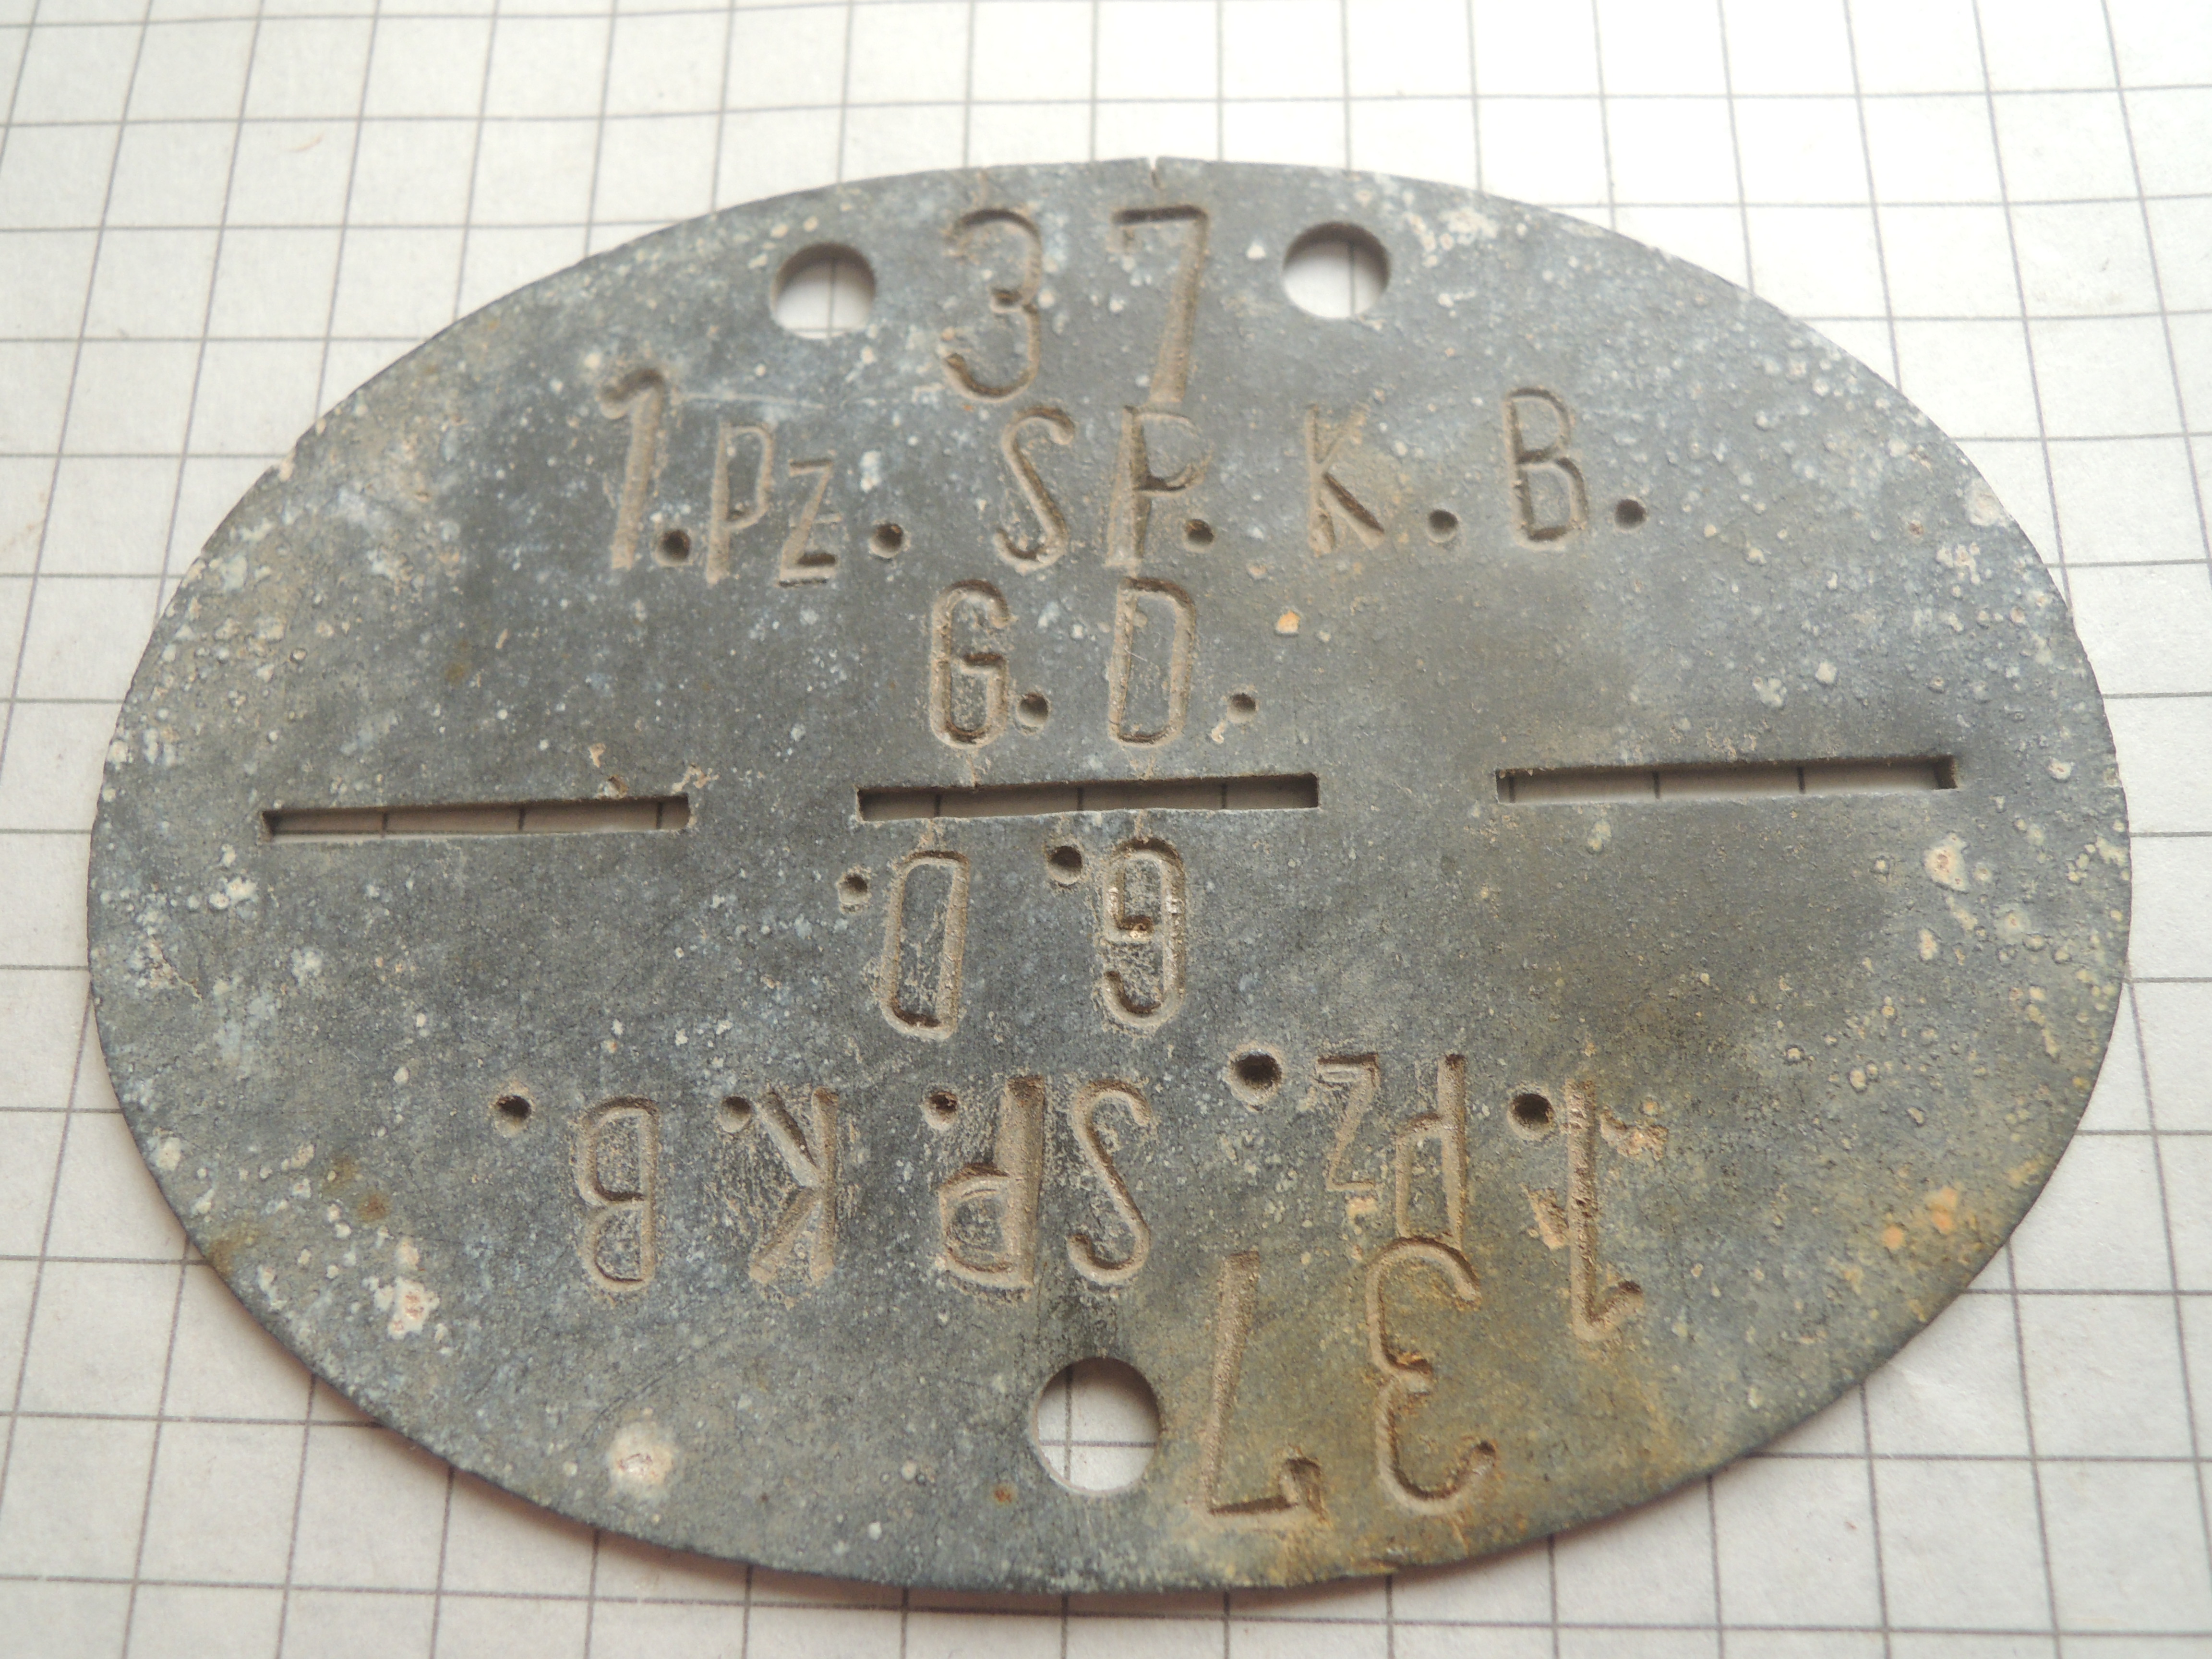 37
1.Pz. SP. K. B.
G. D.
G. D.
1.Pz. SP. K. B.
37